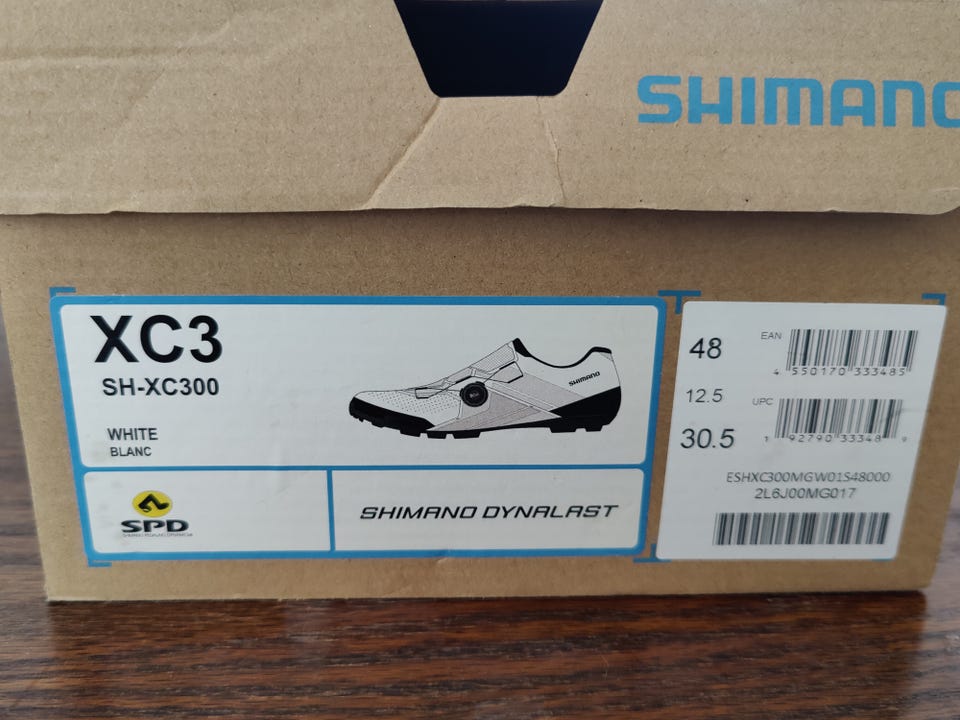 SHIMANO
XC3
SH-XC300
WHITE
BLANC
SHIMANO
SPD
SHIMANO DYNALAST
48
12.5
30.5
EAN
4 550170 333485
UPC
1 92790 33348 9
ESHXC300MGW01S48000
2L6J00MG017